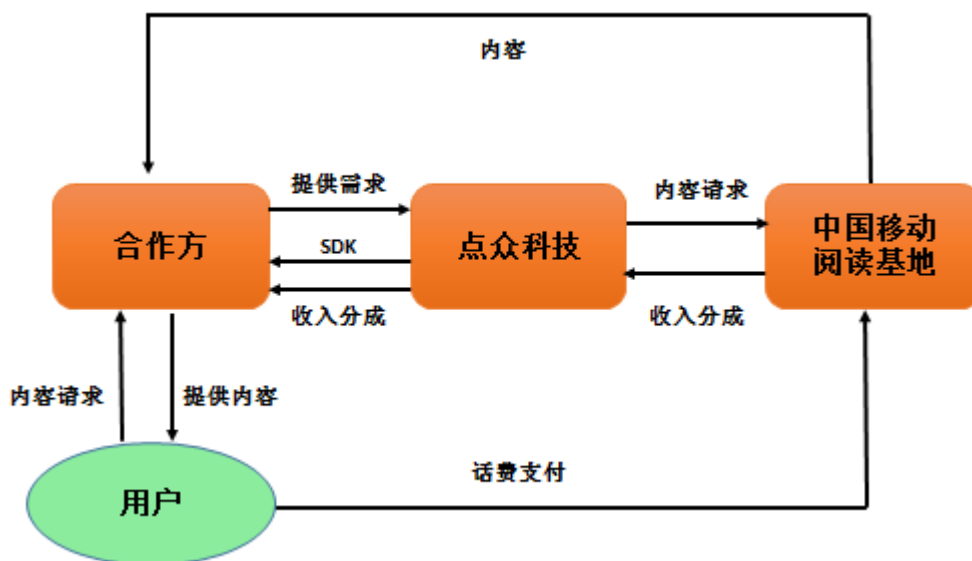 内容
提供需求
内容请求
合作方
SDK
点众科技
中国移动
阅读基地
收入分成
收入分成
内容请求
提供内容
用户
话费支付